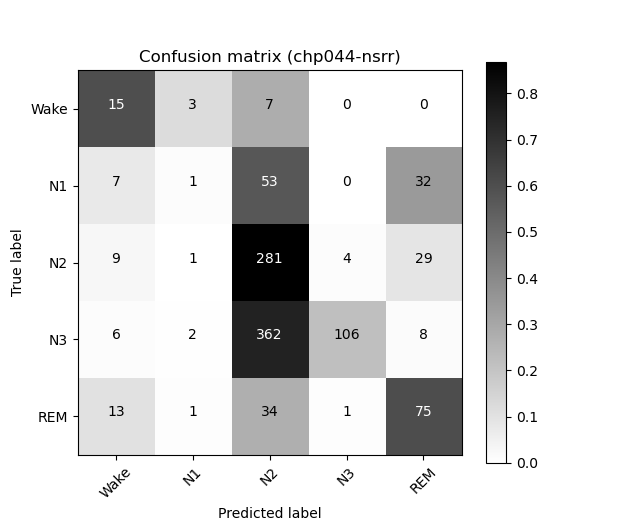 Confusion matrix (chp044-nsrr)
Wake 15 3 7 0 0
N1 7 1 53 0 32
N2 9 1 281 4 29
N3 6 2 362 106 8
REM 13 1 34 1 75
Wake N1 N2 N3 REM
True label
Predicted label
0.8
0.7
0.6
0.5
0.4
0.3
0.2
0.1
0.0